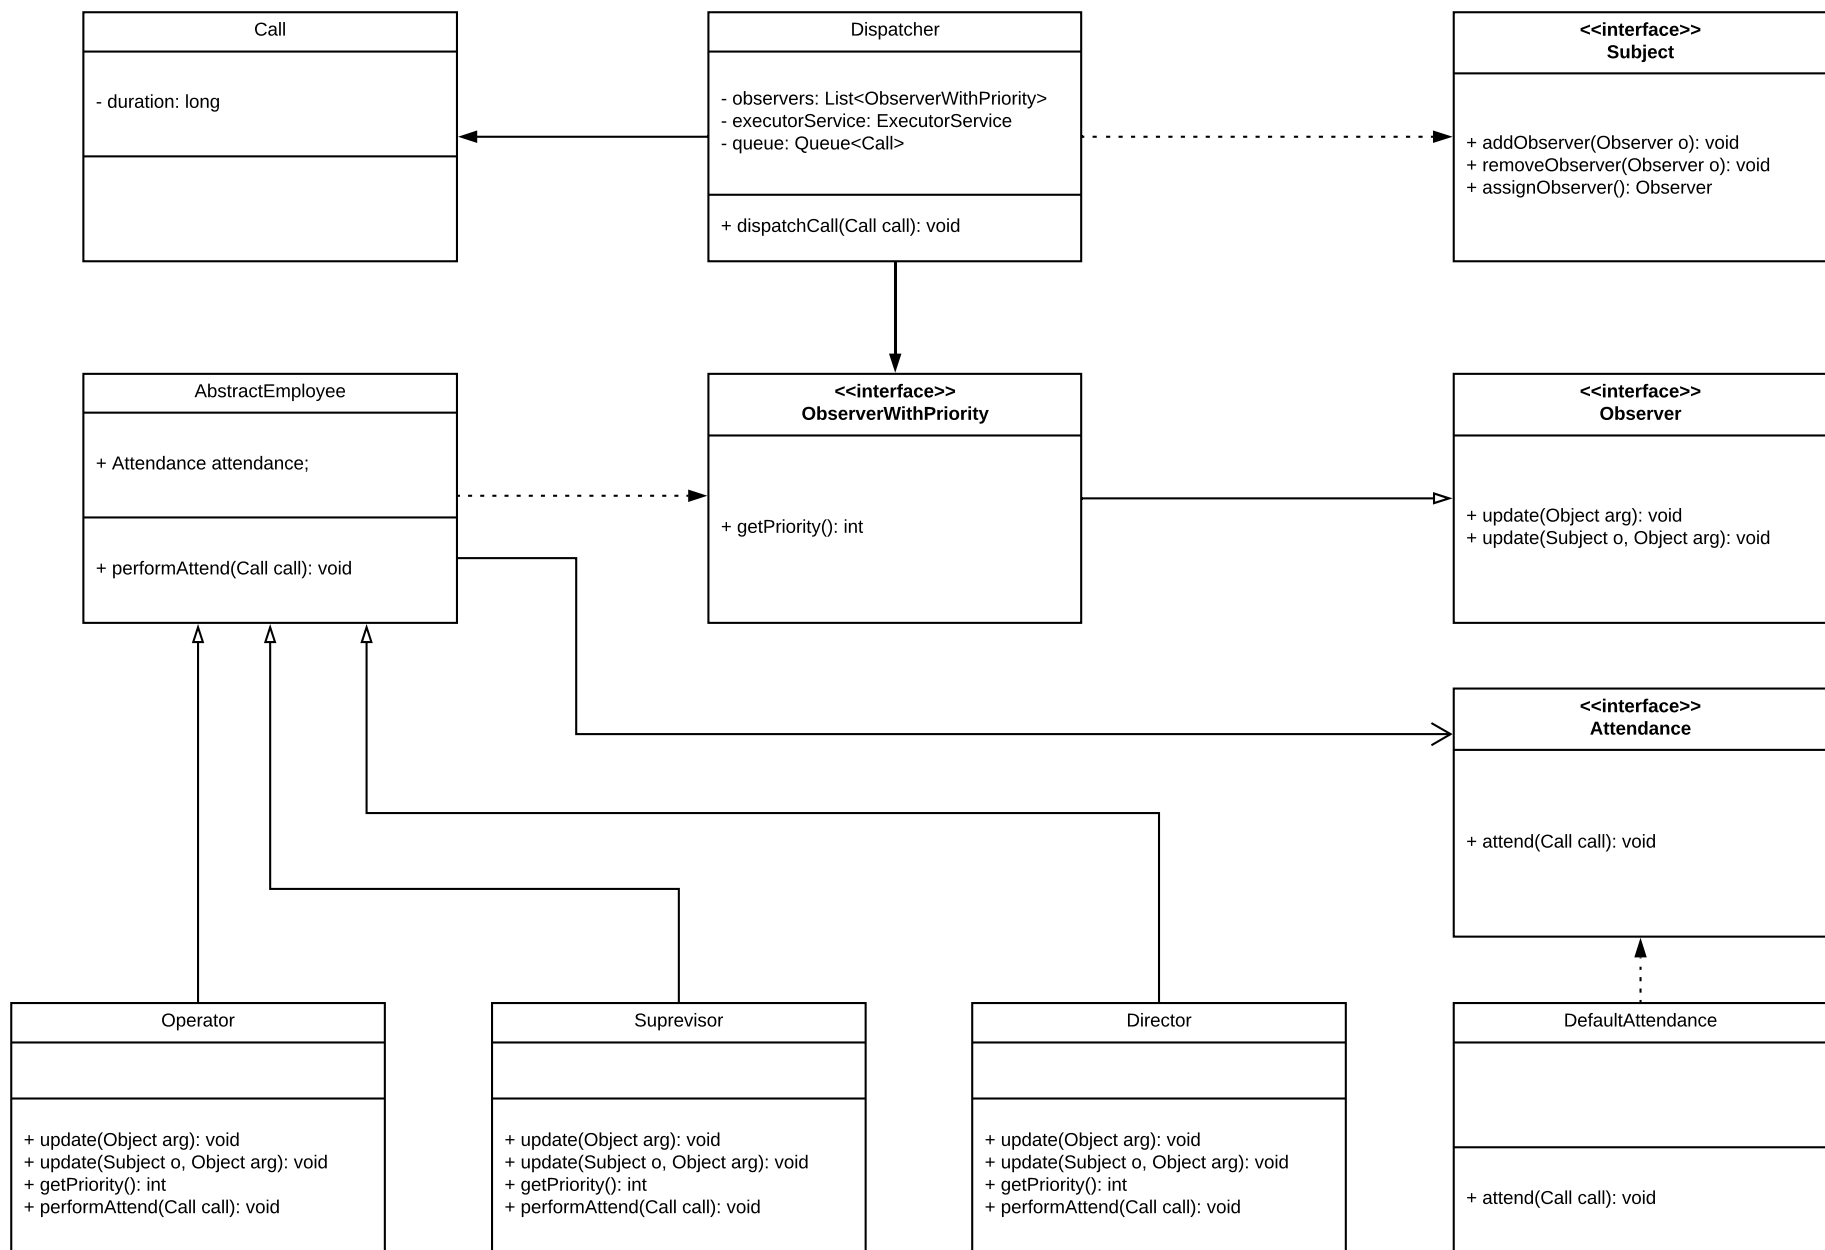 Call
- duration: long
Dispatcher
- observers: List<ObserverWithPriority>
- executorService: ExecutorService
- queue: Queue<Call>
+ dispatchCall(Call call): void
<<interface>>
Subject
+ addObserver(Observer o): void
+ removeObserver(Observer o): void
+ assignObserver(): Observer
AbstractEmployee
+ Attendance attendance;
+ performAttend(Call call): void
<<interface>>
ObserverWithPriority
+ getPriority(): int
<<interface>>
Observer
+ update(Object arg): void
+ update(Subject o, Object arg): void
<<interface>>
Attendance
+ attend(Call call): void
Operator
+ update(Object arg): void
+ update(Subject o, Object arg): void
+ getPriority(): int
+ performAttend(Call call): void
Suprevisor
+ update(Object arg): void
+ update(Subject o, Object arg): void
+ getPriority(): int
+ performAttend(Call call): void
Director
+ update(Object arg): void
+ update(Subject o, Object arg): void
+ getPriority(): int
+ performAttend(Call call): void
DefaultAttendance
+ attend(Call call): void